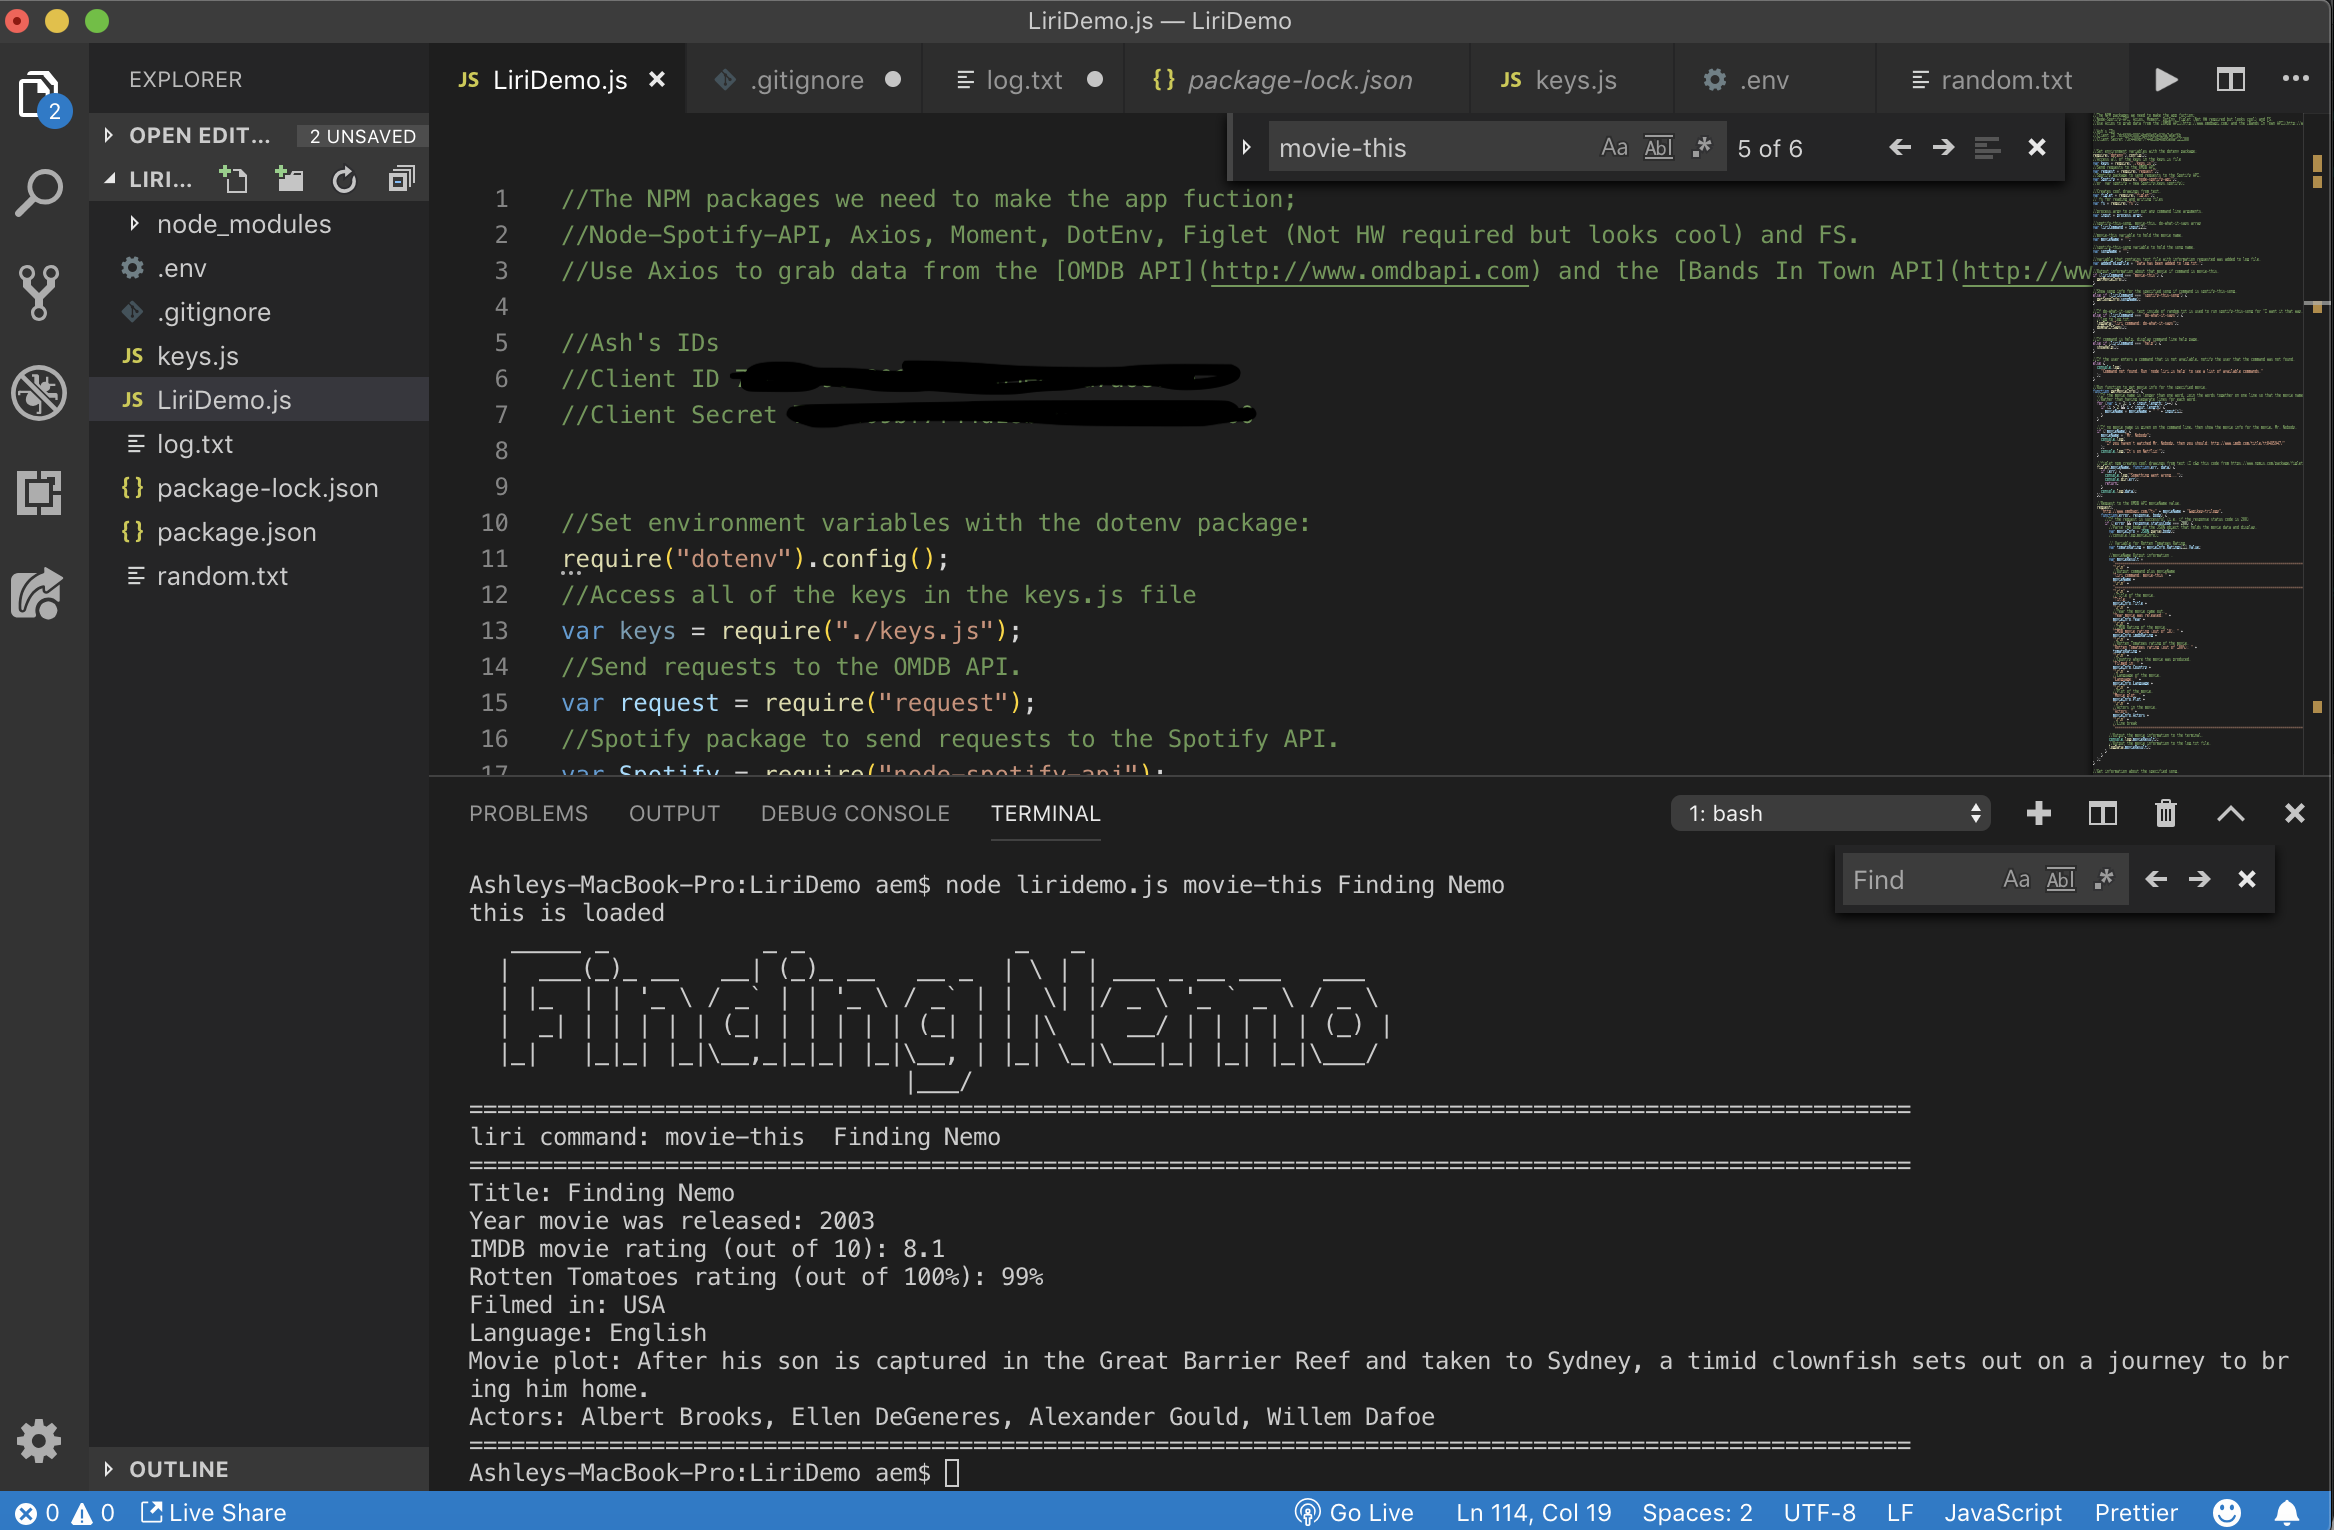 LiriDemo.js — LiriDemo
EXPLORER
2
OPEN EDIT... 2 UNSAVED
LIRI...
node_modules
.env
.gitignore
JS keys.js
JS LiriDemo.js
log.txt
{} package-lock.json
{} package.json
random.txt
OUTLINE
JS LiriDemo.js .gitignore log.txt {} package-lock.json JS keys.js .env random.txt
movie-this Aa Abl .* 5 of 6
1 //The NPM packages we need to make the app fuction;
2 //Node-Spotify-API, Axios, Moment, DotEnv, Figlet (Not HW required but looks cool) and FS.
3 //Use Axios to grab data from the [OMDB API](http://www.omdbapi.com) and the [Bands In Town API](http://ww
4
5 //Ash's IDs
6 //Client ID
7 //Client Secret
8
9
10 //Set environment variables with the dotenv package:
11 require("dotenv").config();
12 //Access all of the keys in the keys.js file
13 var keys = require("./keys.js");
14 //Send requests to the OMDB API.
15 var request = require("request");
16 //Spotify package to send requests to the Spotify API.
17 var Spotify = require("node-spotify-api");
PROBLEMS OUTPUT DEBUG CONSOLE TERMINAL 1: bash
Find Aa Abl .*
Ashleys-MacBook-Pro:LiriDemo aem$ node liridemo.js movie-this Finding Nemo
this is loaded
Finding Nemo
liri command: movie-this  Finding Nemo
Title: Finding Nemo
Year movie was released: 2003
IMDB movie rating (out of 10): 8.1
Rotten Tomatoes rating (out of 100%): 99%
Filmed in: USA
Language: English
Movie plot: After his son is captured in the Great Barrier Reef and taken to Sydney, a timid clownfish sets out on a journey to br
ing him home.
Actors: Albert Brooks, Ellen DeGeneres, Alexander Gould, Willem Dafoe
Ashleys-MacBook-Pro:LiriDemo aem$
0 0 Live Share Go Live Ln 114, Col 19 Spaces: 2 UTF-8 LF JavaScript Prettier